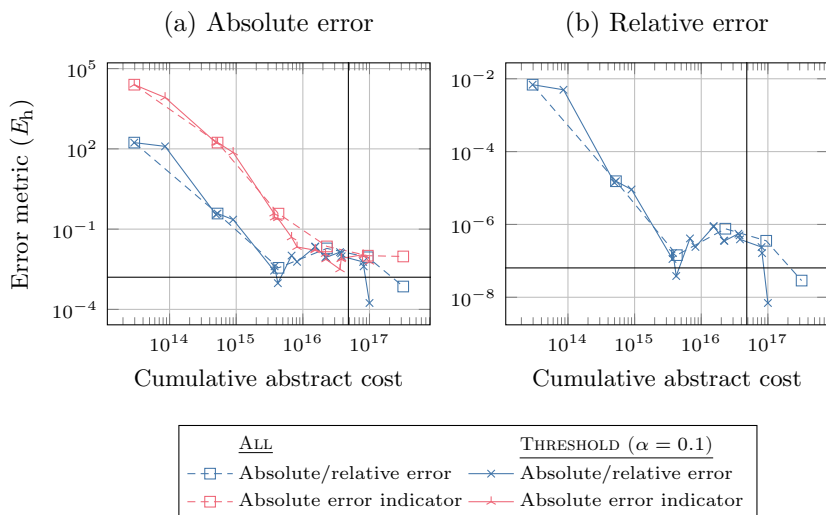 (a) Absolute error
(b) Relative error
10^5
10^2
10^−1
10^−4
Error metric (E_h)
10^14 10^15 10^16 10^17
Cumulative abstract cost
10^−2
10^−4
10^−6
10^−8
10^14 10^15 10^16 10^17
Cumulative abstract cost
ALL
Absolute/relative error
Absolute error indicator
THRESHOLD (α = 0.1)
Absolute/relative error
Absolute error indicator